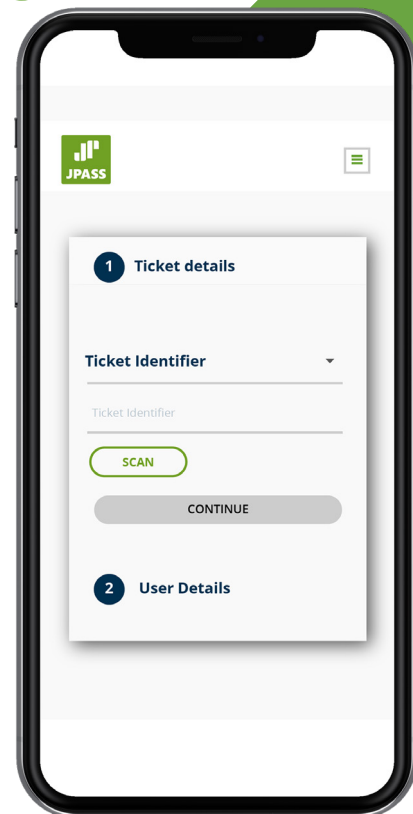 JPASS
1 Ticket details
Ticket Identifier
Ticket Identifier
SCAN
CONTINUE
2 User Details